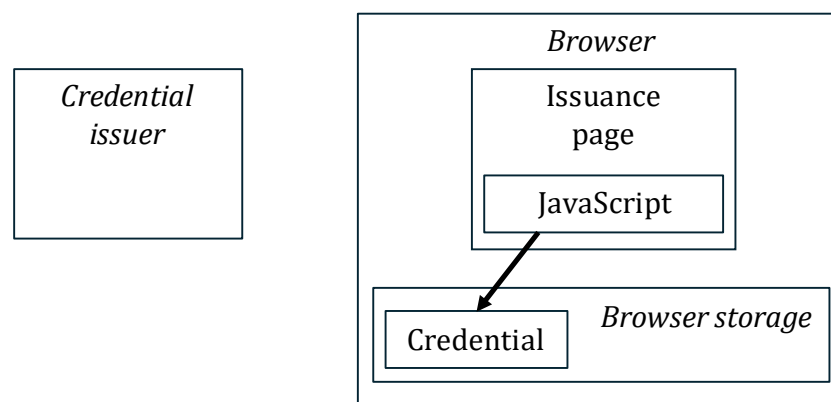 Credential
issuer
Browser
Issuance
page
JavaScript
Browser storage
Credential